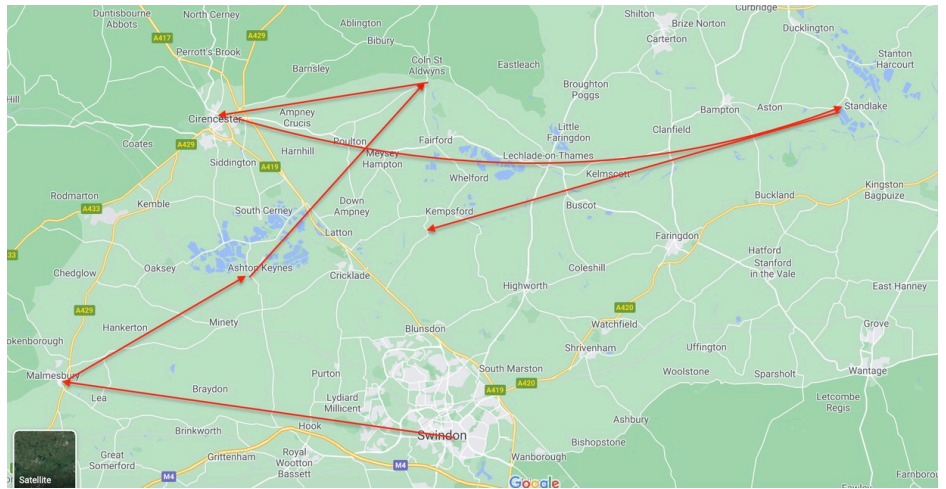 Duntisbourne
Abbots
North Cerney
Ablington
Bibury
Shilton
Brize Norton
Carterton
Curbridge
Ducklington
A417
A429
Perrott's Brook
Barnsley
Coln St
Aldwyns
Eastleach
Stanton
Harcourt
Hill
Broughton
Poggs
Cirencester
Ampney
Crucis
Bampton
Aston
Standlake
Coates
A429
Harnhill
Poulton
Fairford
Little
Faringdon
Clanfield
Siddington
A419
Meysey
Hampton
Lechlade-on-Thames
Whelford
Kelmscott
Rodmarton
A433
Kemble
South Cerney
Down
Ampney
Kempsford
Buscot
Buckland
Kingston
Bagpuize
Latton
Faringdon
33
Chedglow
Oaksey
Ashton Keynes
Cricklade
Coleshill
Hatford
Stanford
in the Vale
Highworth
East Hanney
A429
Hankerton
Minety
Blunsdon
A420
Watchfield
Grove
okenborough
Shrivenham
Uffington
Malmesbury
Lea
Braydon
Purton
South Marston
Woolstone
Sparsholt
Wantage
A419
A420
Lydiard
Millicent
Letcombe
Regis
Ashbury
Brinkworth
Hook
Swindon
Bishopstone
Great
Somerford
Grittenham
Royal
Wootton
Bassett
M4
Wanborough
M4
Satellite
Google
Farnboro